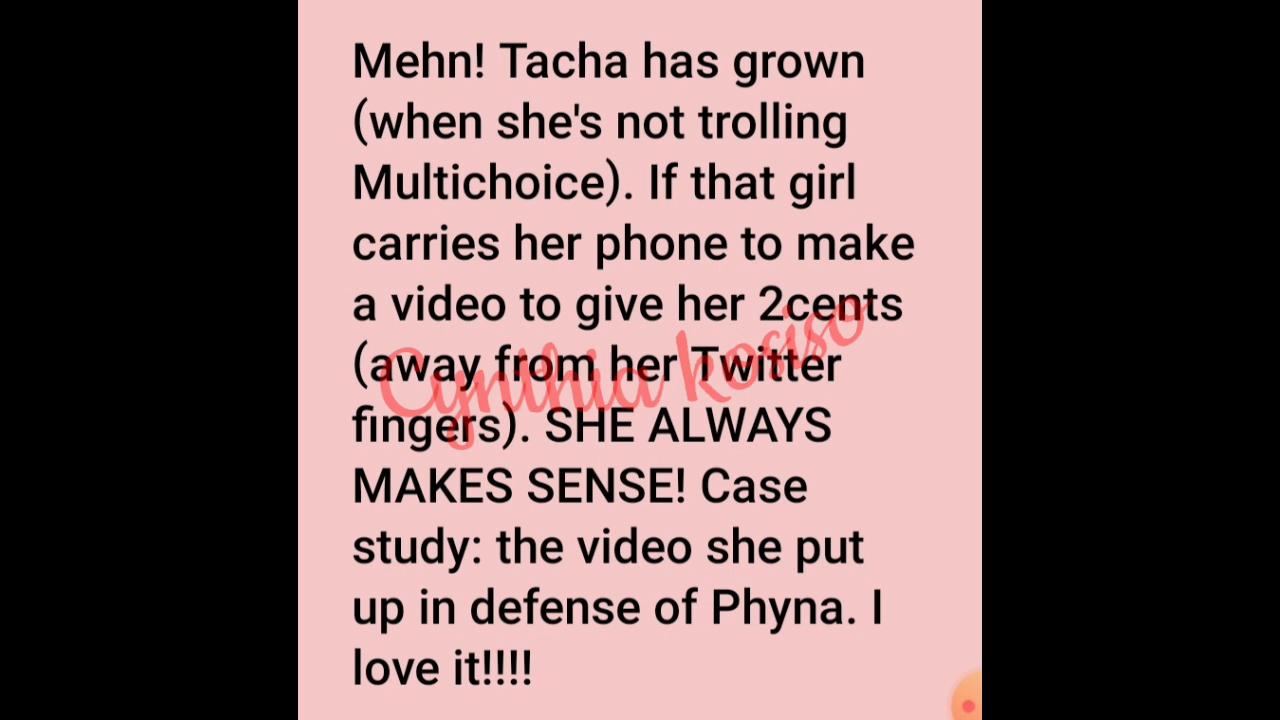 Mehn! Tacha has grown
(when she's not trolling
Multichoice). If that girl
carries her phone to make
a video to give her 2cents
(away from her Twitter
fingers). SHE ALWAYS
MAKES SENSE! Case
study: the video she put
up in defense of Phyna. I
love it!!!!
Cynthia kosiso